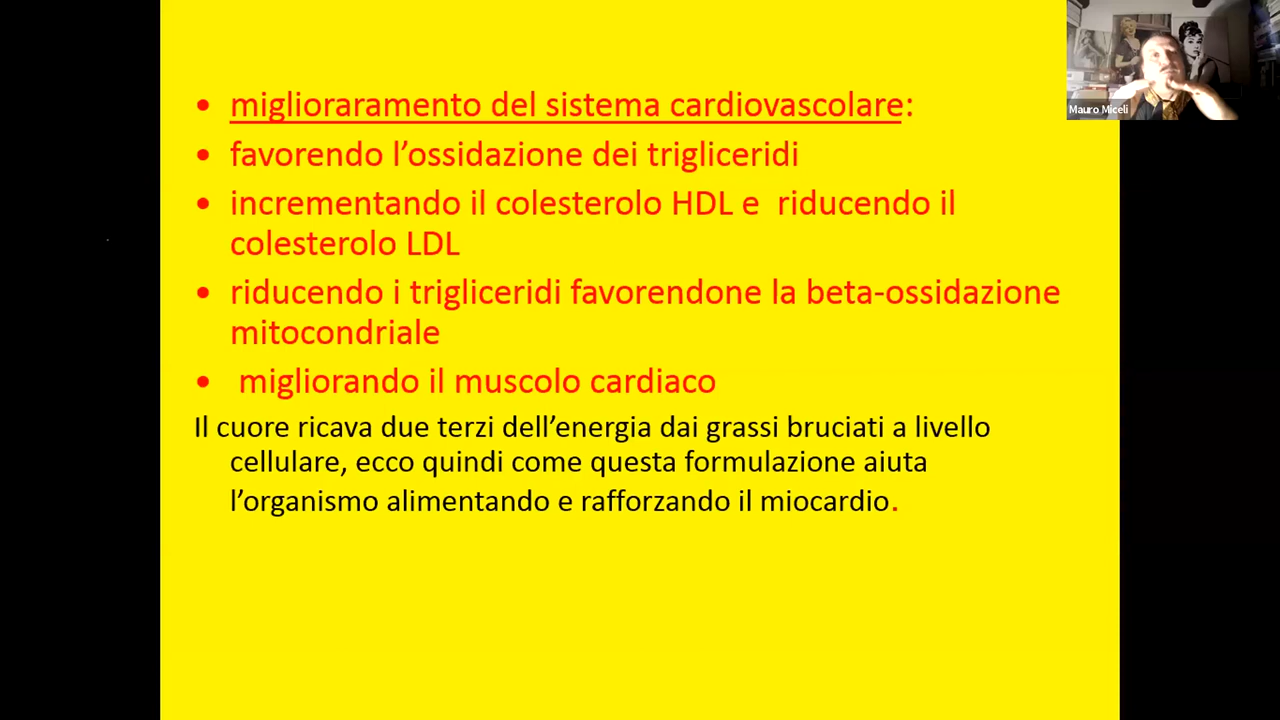 • miglioraramento del sistema cardiovascolare:
• favorendo l’ossidazione dei trigliceridi
• incrementando il colesterolo HDL e riducendo il
colesterolo LDL
• riducendo i trigliceridi favorendone la beta-ossidazione
mitocondriale
• migliorando il muscolo cardiaco
Il cuore ricava due terzi dell’energia dai grassi bruciati a livello
cellulare, ecco quindi come questa formulazione aiuta
l’organismo alimentando e rafforzando il miocardio.
Mauro Miceli